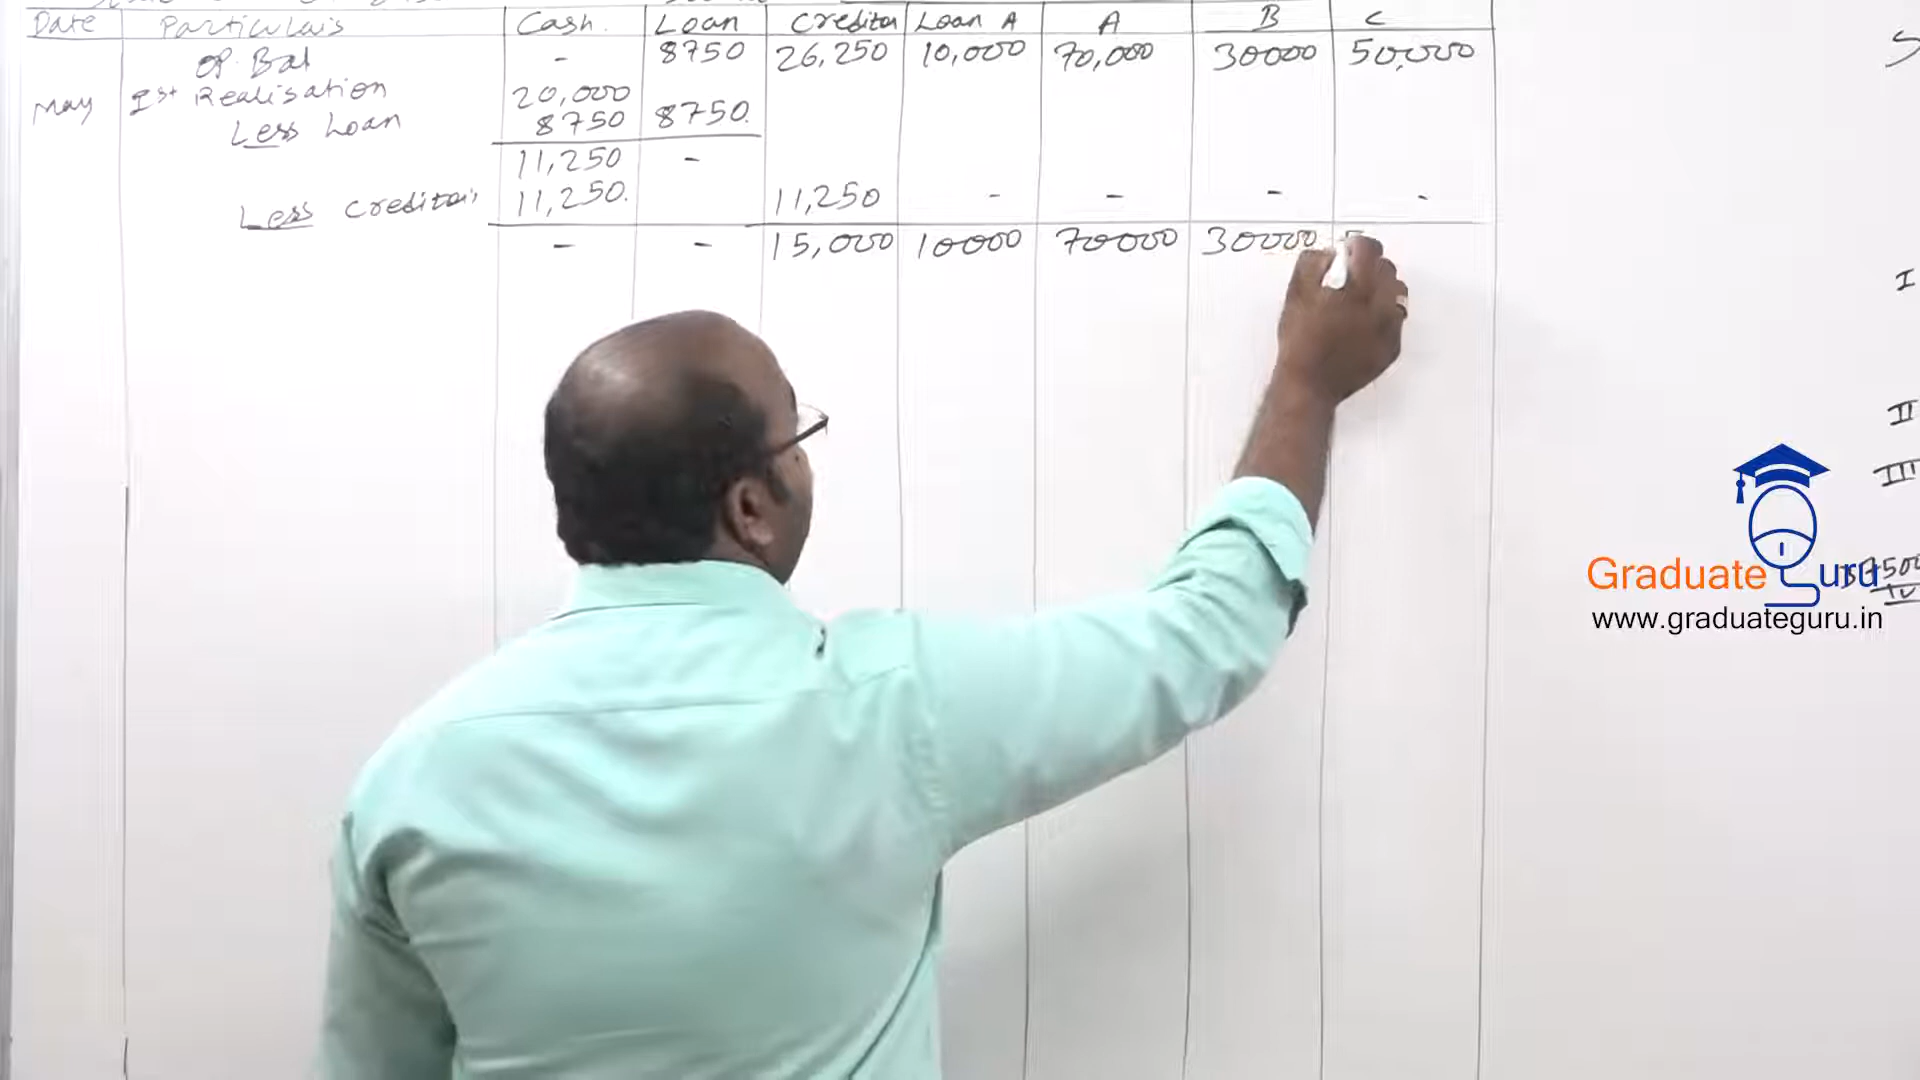 Date Particulars Cash. Loan Creditor Loan A A B C
OP. Bal - 8750 26,250 10,000 70,000 30000 50,000
May Ist Realisation 20,000
Less Loan 8750 8750.
11,250 -
Less Creditors 11,250. 11,250 - - - -
- - 15,000 10000 70000 30000
I
II
III
Graduate Guru
www.graduateguru.in